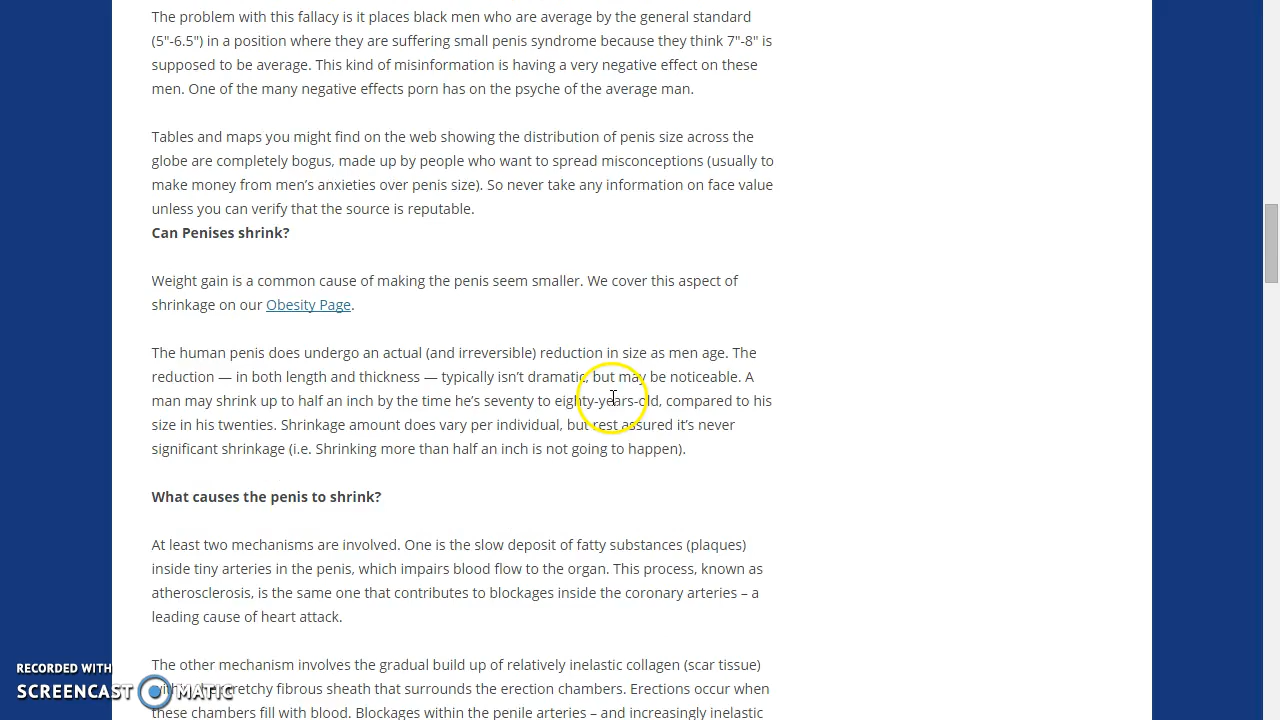 The problem with this fallacy is it places black men who are average by the general standard
(5"-6.5") in a position where they are suffering small penis syndrome because they think 7"-8" is
supposed to be average. This kind of misinformation is having a very negative effect on these
men. One of the many negative effects porn has on the psyche of the average man.
Tables and maps you might find on the web showing the distribution of penis size across the
globe are completely bogus, made up by people who want to spread misconceptions (usually to
make money from men’s anxieties over penis size). So never take any information on face value
unless you can verify that the source is reputable.
Can Penises shrink?
Weight gain is a common cause of making the penis seem smaller. We cover this aspect of
shrinkage on our Obesity Page.
The human penis does undergo an actual (and irreversible) reduction in size as men age. The
reduction — in both length and thickness — typically isn’t dramatic, but may be noticeable. A
man may shrink up to half an inch by the time he’s seventy to eighty-years-old, compared to his
size in his twenties. Shrinkage amount does vary per individual, but rest assured it’s never
significant shrinkage (i.e. Shrinking more than half an inch is not going to happen).
What causes the penis to shrink?
At least two mechanisms are involved. One is the slow deposit of fatty substances (plaques)
inside tiny arteries in the penis, which impairs blood flow to the organ. This process, known as
atherosclerosis, is the same one that contributes to blockages inside the coronary arteries – a
leading cause of heart attack.
The other mechanism involves the gradual build up of relatively inelastic collagen (scar tissue)
stretchy fibrous sheath that surrounds the erection chambers. Erections occur when
these chambers fill with blood. Blockages within the penile arteries – and increasingly inelastic
RECORDED WITH
SCREENCAST MATIC